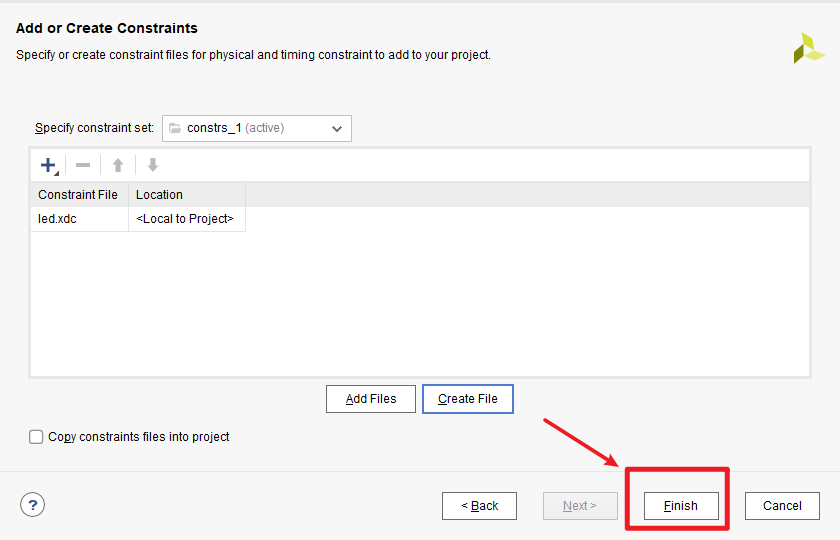 Add or Create Constraints
Specify or create constraint files for physical and timing constraint to add to your project.
Specify constraint set: constrs_1 (active)
Constraint File Location
led.xdc <Local to Project>
Add Files Create File
Copy constraints files into project
? < Back Next > Finish Cancel